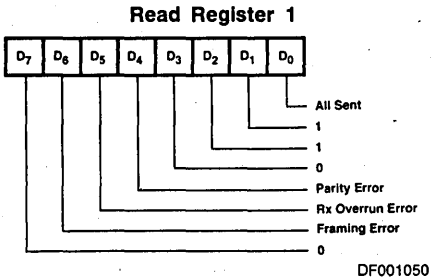 Read Register 1
D7 D6 D5 D4 D3 D2 D1 D0
All Sent
1
1
0
Parity Error
Rx Overrun Error
Framing Error
0
DF001050